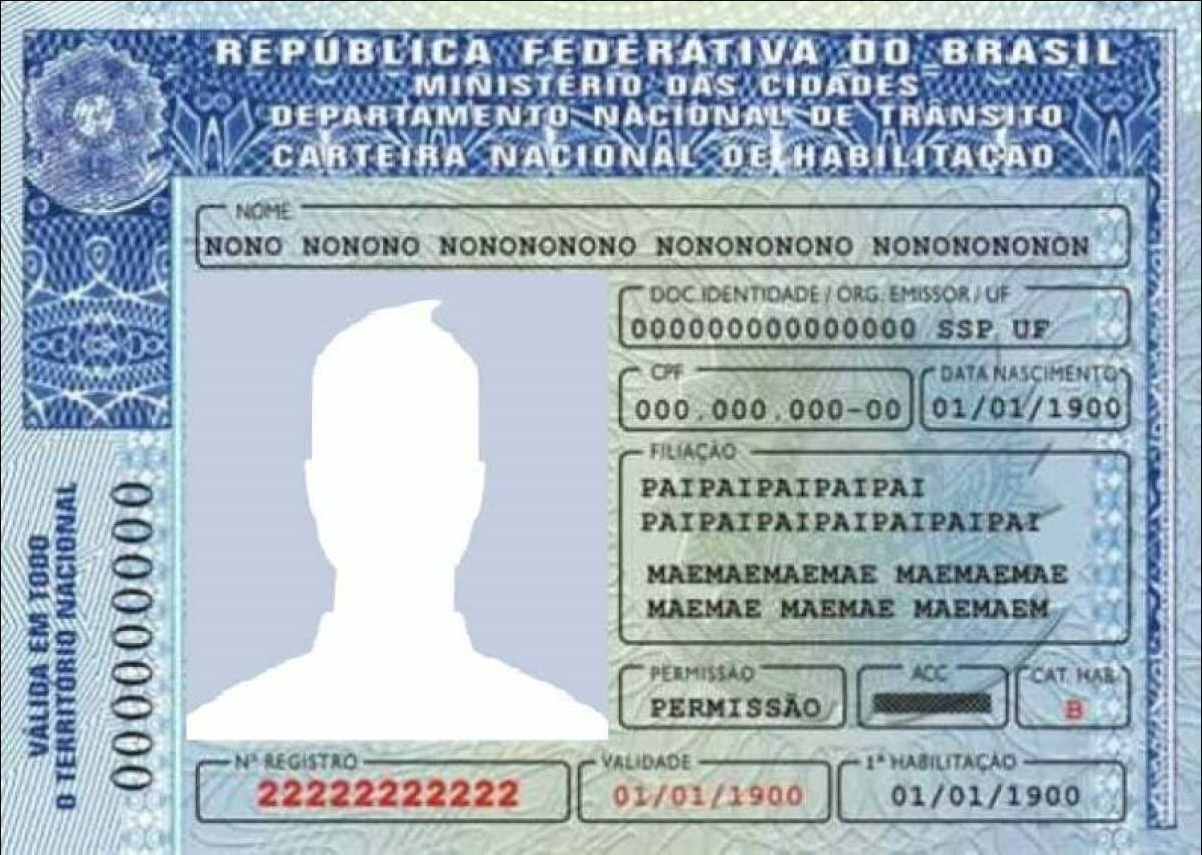 REPÚBLICA FEDERATIVA DO BRASIL
MINISTÉRIO DAS CIDADES
DEPARTAMENTO NACIONAL DE TRÂNSITO
CARTEIRA NACIONAL DE HABILITAÇÃO
NOME
NONO NONONO NONONONONO NONONONONO NONONONONON
DOC.IDENTIDADE / ORG. EMISSOR / UF
000000000000000 SSP UF
CPF
000.000.000-00
DATA NASCIMENTO
01/01/1900
FILIAÇÃO
PAIPAIPAIPAIPAI
PAIPAIPAIPAIPAIPAIPAI
MAEMAEMAEMAE MAEMAEMAE
MAEMAE MAEMAE MAEMAEM
PERMISSÃO
PERMISSÃO
ACC
CAT. HAB.
B
Nº REGISTRO
22222222222
VALIDADE
01/01/1900
1ª HABILITAÇÃO
01/01/1900
VÁLIDA EM TODO
O TERRITÓRIO NACIONAL
0000000000